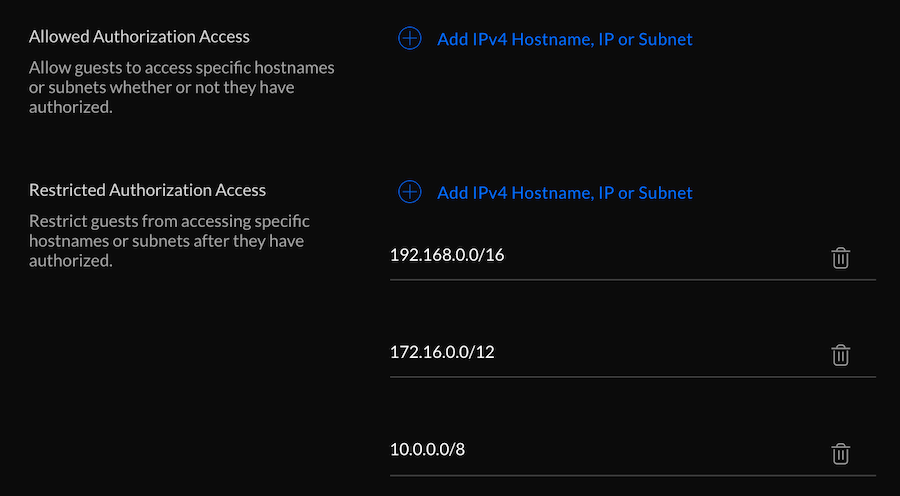 Allowed Authorization Access
Add IPv4 Hostname, IP or Subnet
Allow guests to access specific hostnames
or subnets whether or not they have
authorized.
Restricted Authorization Access
Add IPv4 Hostname, IP or Subnet
Restrict guests from accessing specific
hostnames or subnets after they have
authorized.
192.168.0.0/16
172.16.0.0/12
10.0.0.0/8